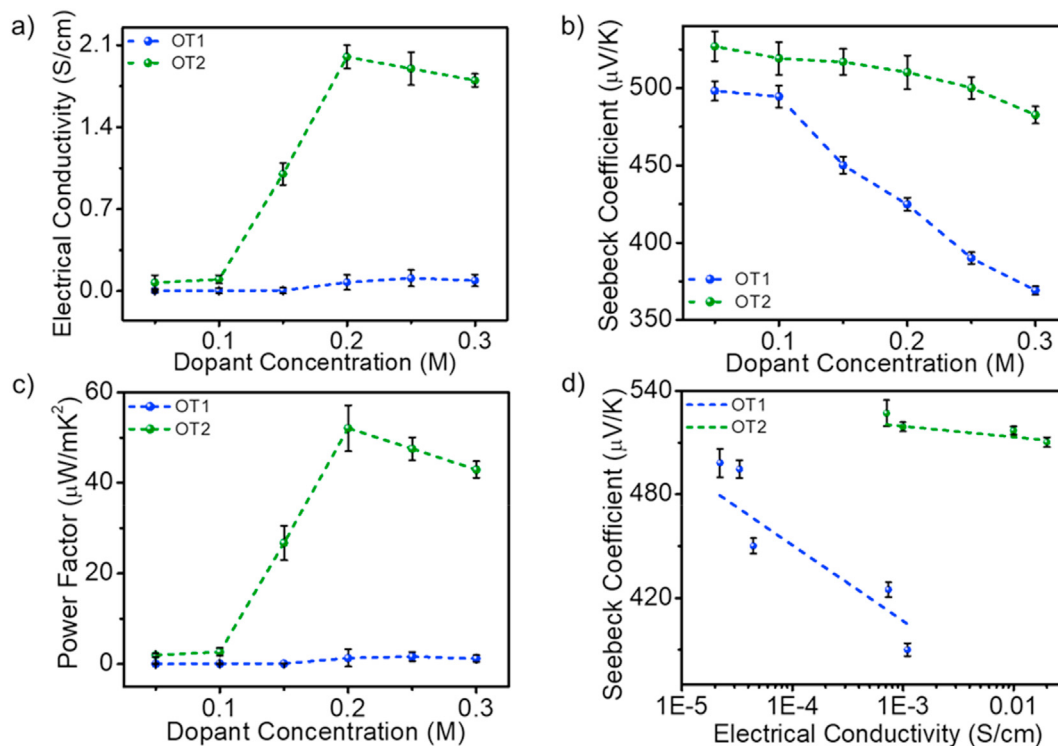 a)
Electrical Conductivity (S/cm)
2.1
1.4
0.7
0.0
OT1
OT2
0.1
0.2
0.3
Dopant Concentration (M)
b)
Seebeck Coefficient (μV/K)
500
450
400
350
OT1
OT2
0.1
0.2
0.3
Dopant Concentration (M)
c)
Power Factor (μW/mK²)
60
40
20
0
OT1
OT2
0.1
0.2
0.3
Dopant Concentration (M)
d)
Seebeck Coefficient (μV/K)
540
480
420
OT1
OT2
1E-5
1E-4
1E-3
0.01
Electrical Conductivity (S/cm)